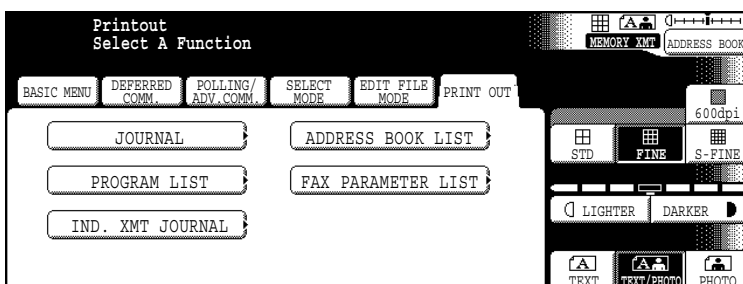 Printout
Select A Function
MEMORY XMT
ADDRESS BOOK
BASIC MENU
DEFERRED COMM.
POLLING/ ADV.COMM.
SELECT MODE
EDIT FILE MODE
PRINT OUT
JOURNAL
ADDRESS BOOK LIST
PROGRAM LIST
FAX PARAMETER LIST
IND. XMT JOURNAL
600dpi
STD
FINE
S-FINE
LIGHTER
DARKER
A
A
A
TEXT
TEXT/PHOTO
PHOTO